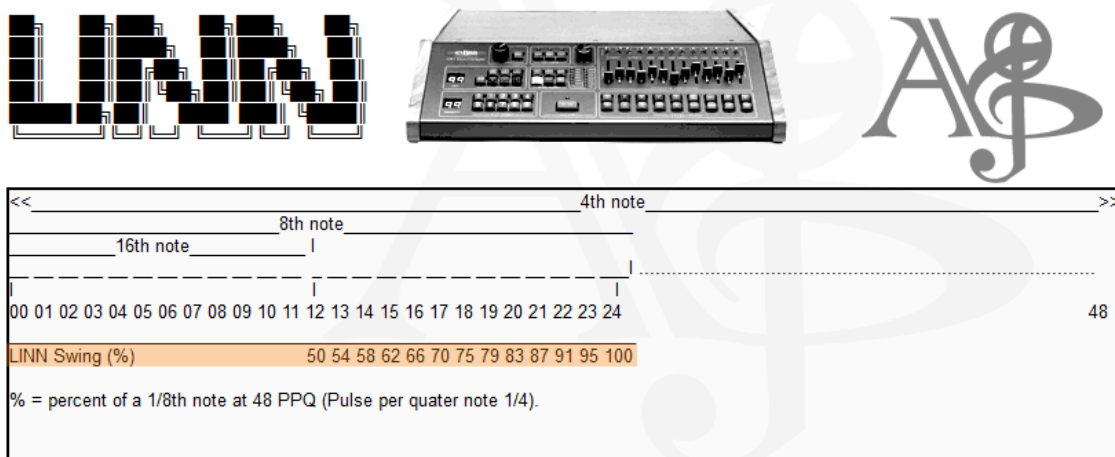 LINN
<<4th note>>
8th note
16th note
00 01 02 03 04 05 06 07 08 09 10 11 12 13 14 15 16 17 18 19 20 21 22 23 24 48
LINN Swing (%) 50 54 58 62 66 70 75 79 83 87 91 95 100
% = percent of a 1/8th note at 48 PPQ (Pulse per quater note 1/4).